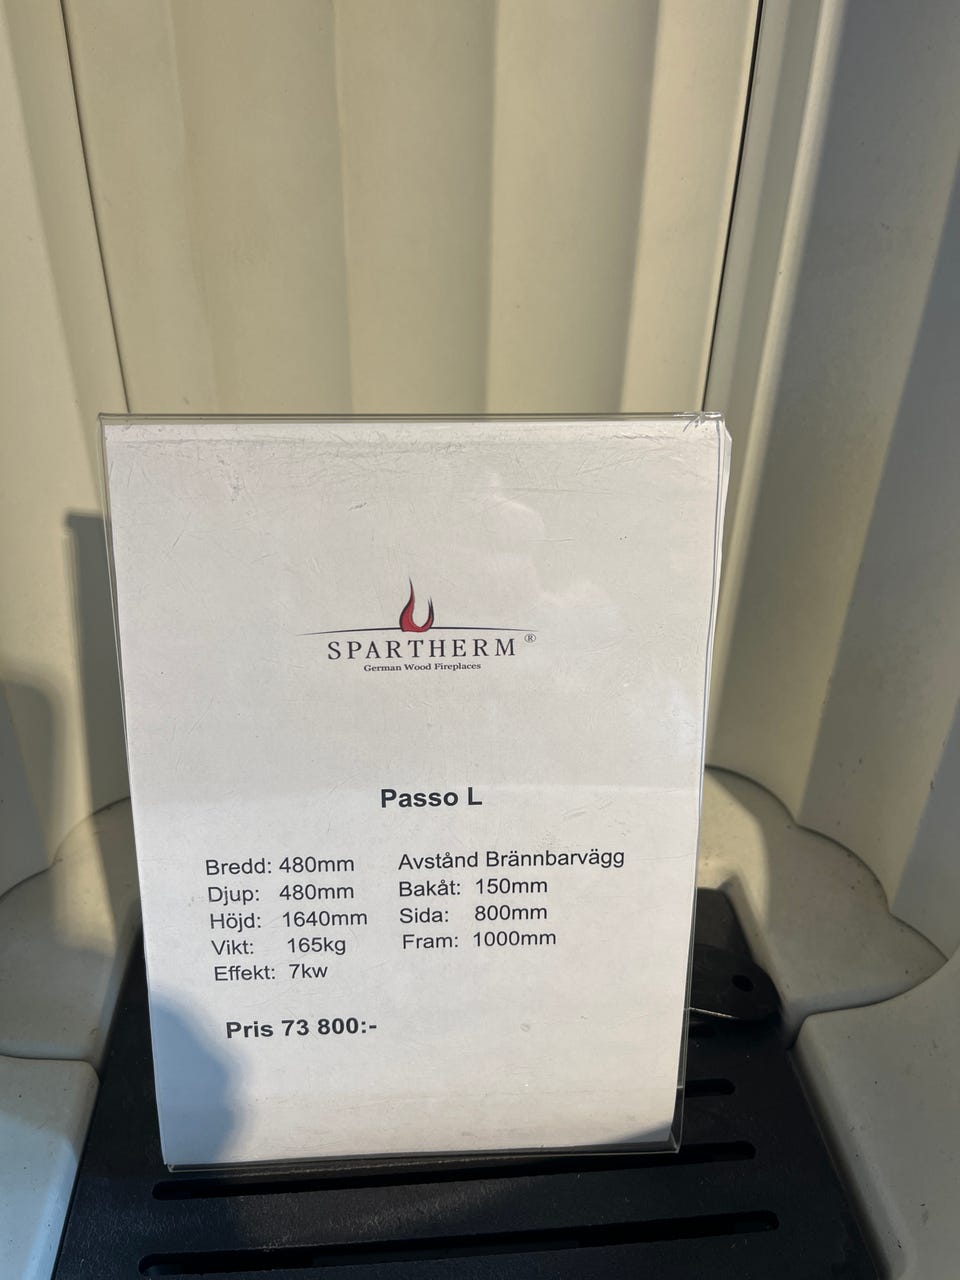 SPARTHERM®
German Wood Fireplaces
Passo L
Bredd: 480mm
Djup: 480mm
Höjd: 1640mm
Vikt: 165kg
Effekt: 7kw
Avstånd Brännbarvägg
Bakåt: 150mm
Sida: 800mm
Fram: 1000mm
Pris 73 800:-